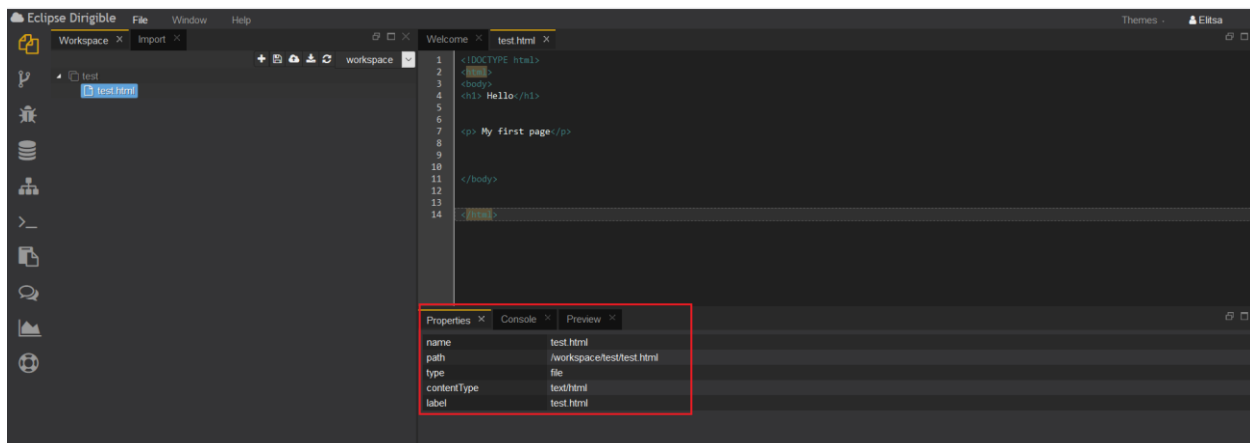 Eclipse Dirigible File Window Help Themes Elitsa
Workspace × Import ×
workspace
test
test.html
Welcome × test.html ×
1 <!DOCTYPE html>
2 <html>
3 <body>
4 <h1> Hello</h1>
5
6
7 <p> My first page</p>
8
9
10
11 </body>
12
13
14 </html>
Properties × Console × Preview ×
name test.html
path /workspace/test/test.html
type file
contentType text/html
label test.html